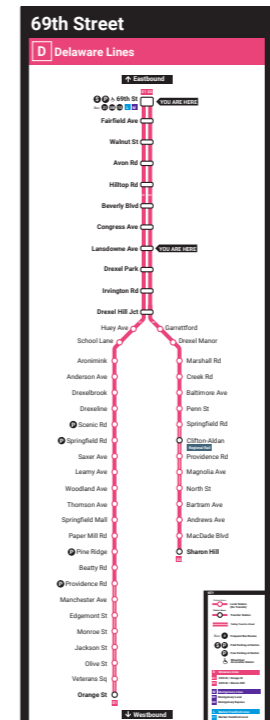 69th Street
D Delaware Lines
↑ Eastbound
69th St
YOU ARE HERE
Fairfield Ave
Walnut St
Avon Rd
Hilltop Rd
Beverly Blvd
Congress Ave
Lansdowne Ave
YOU ARE HERE
Drexel Park
Irvington Rd
Drexel Hill Jct
Huey Ave
Garrettford
School Lane
Drexel Manor
Aronimink
Marshall Rd
Anderson Ave
Creek Rd
Drexelbrook
Baltimore Ave
Drexeline
Penn St
P Scenic Rd
Springfield Rd
P Springfield Rd
Clifton-Aldan
Regional Rail
Saxer Ave
Providence Rd
Leamy Ave
Magnolia Ave
Woodland Ave
North St
Thomson Ave
Bartram Ave
Springfield Mall
Andrews Ave
Paper Mill Rd
MacDade Blvd
P Pine Ridge
Sharon Hill
Beatty Rd
P Providence Rd
Manchester Ave
Edgemont St
Monroe St
Jackson St
Olive St
Veterans Sq
Orange St
↓ Westbound